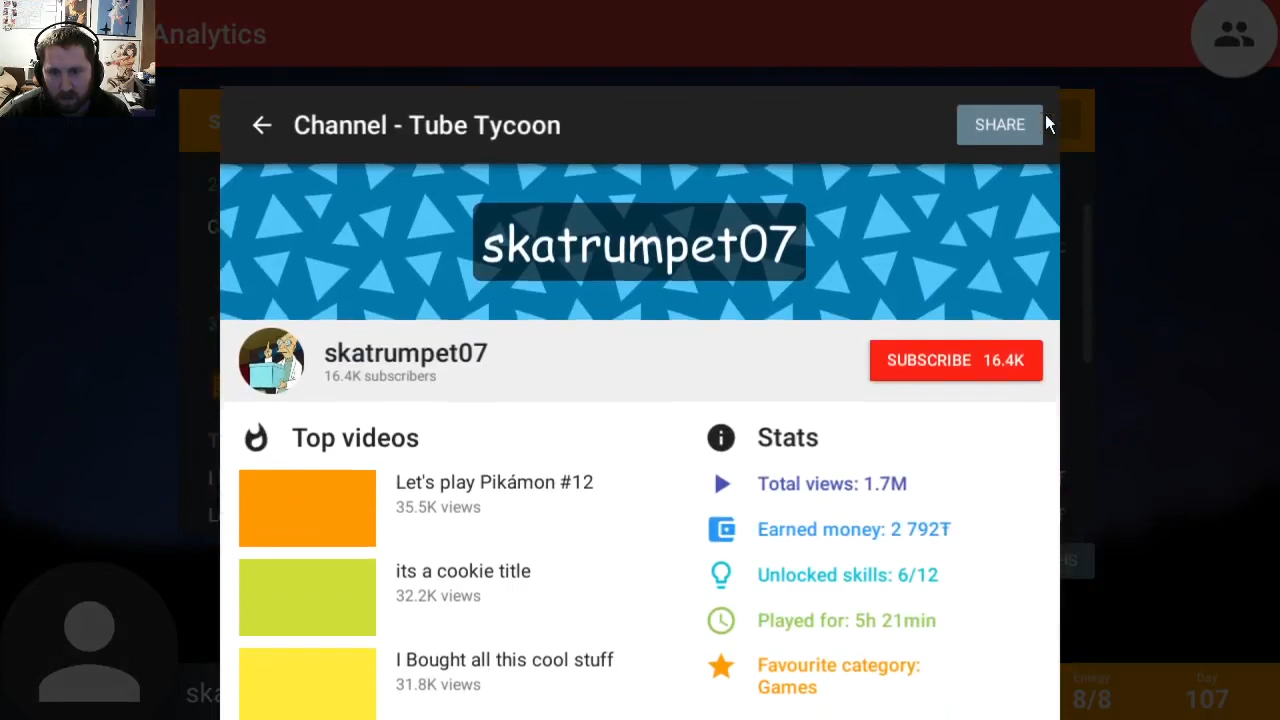 Analytics
Channel - Tube Tycoon
SHARE
skatrumpet07
skatrumpet07
16.4K subscribers
SUBSCRIBE 16.4K
Top videos
Let's play Pikámon #12
35.5K views
its a cookie title
32.2K views
I Bought all this cool stuff
31.8K views
Stats
Total views: 1.7M
Earned money: 2 792Ŧ
Unlocked skills: 6/12
Played for: 5h 21min
Favourite category:
Games
ska
Energy
8/8
Day
107